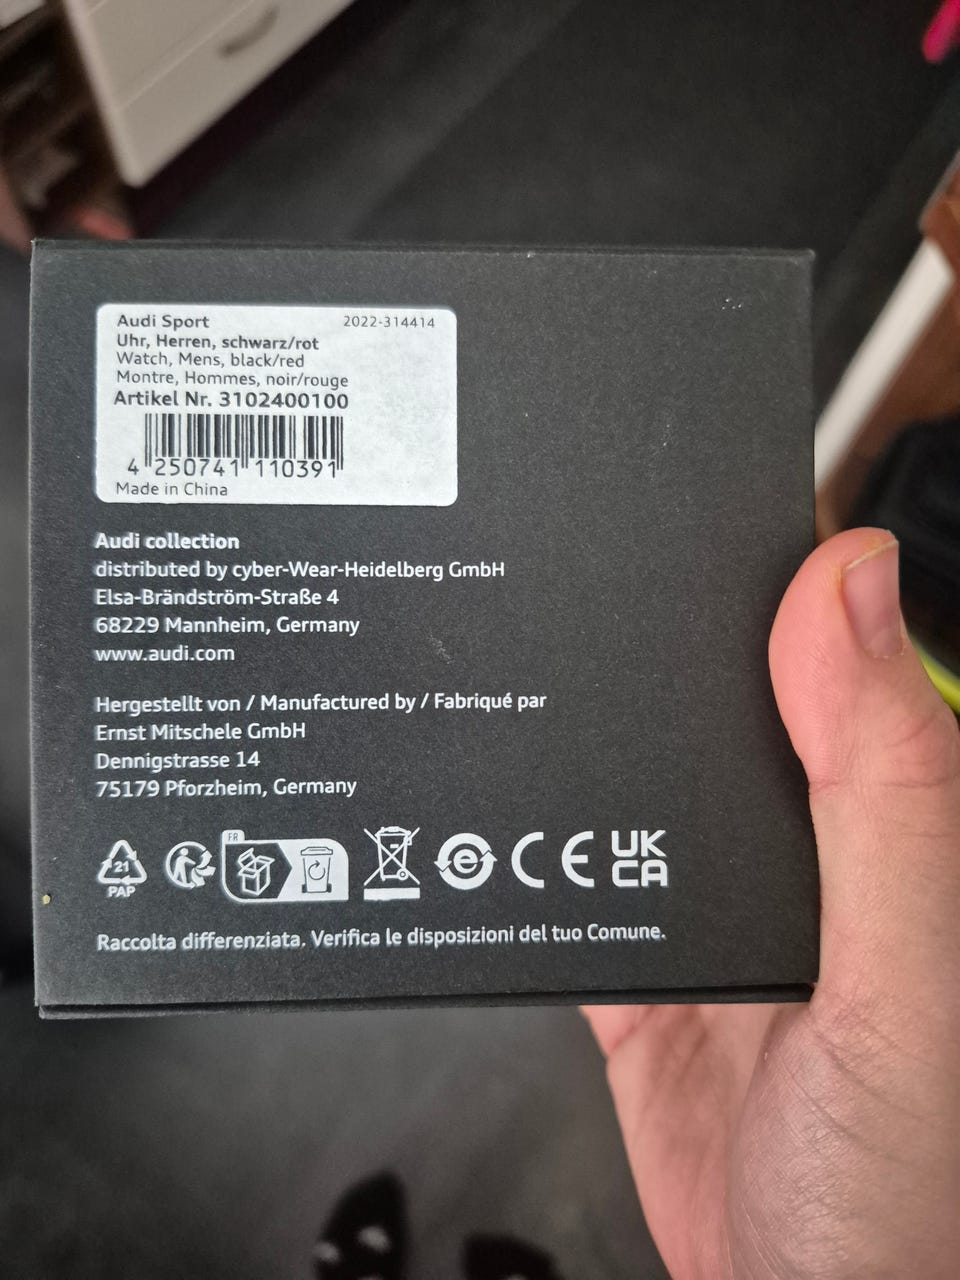 Audi Sport 2022-314414
Uhr, Herren, schwarz/rot
Watch, Mens, black/red
Montre, Hommes, noir/rouge
Artikel Nr. 3102400100
4 250741 110391
Made in China
Audi collection
distributed by cyber-Wear-Heidelberg GmbH
Elsa-Brändström-Straße 4
68229 Mannheim, Germany
www.audi.com
Hergestellt von / Manufactured by / Fabriqué par
Ernst Mitschele GmbH
Dennigstrasse 14
75179 Pforzheim, Germany
21
PAP
FR
e
CE
UK
CA
Raccolta differenziata. Verifica le disposizioni del tuo Comune.